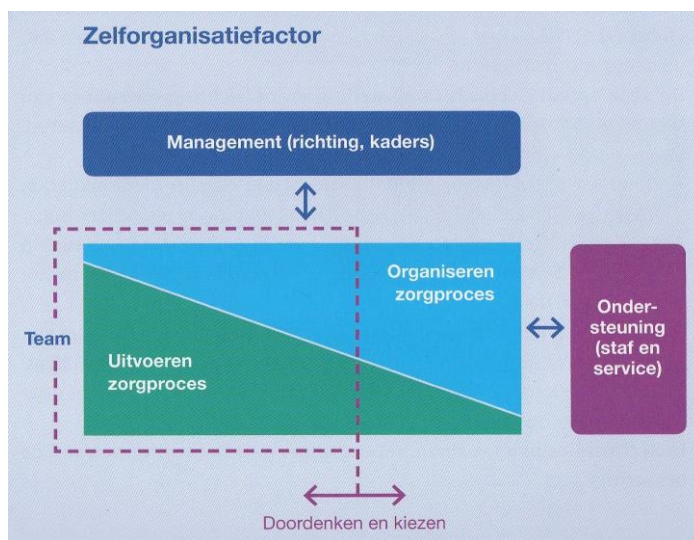 Zelforganisatiefactor
Management (richting, kaders)
Organiseren
zorgproces
Team
Uitvoeren
zorgproces
Onder-
steuning
(staf en
service)
Doordenken en kiezen